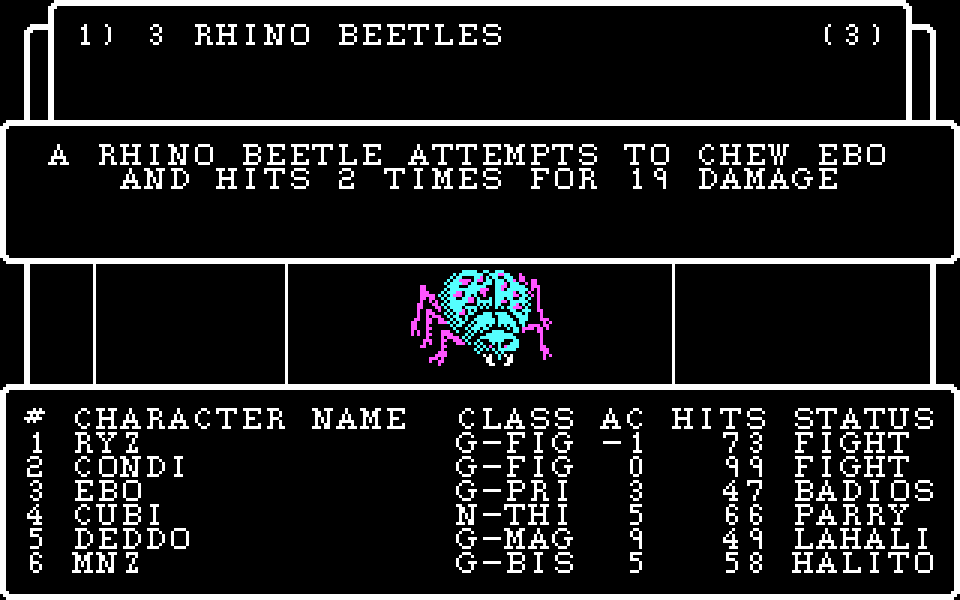 1) 3 RHINO BEETLES (3)
A RHINO BEETLE ATTEMPTS TO CHEW EBO
AND HITS 2 TIMES FOR 19 DAMAGE
# CHARACTER NAME CLASS AC HITS STATUS
1 RYZ G-FIG -1 73 FIGHT
2 CONDI G-FIG 0 99 FIGHT
3 EBO G-PRI 3 47 BADIOS
4 CUBI N-THI 5 66 PARRY
5 DEDDO G-MAG 9 49 LAHALI
6 MNZ G-BIS 5 58 HALITO